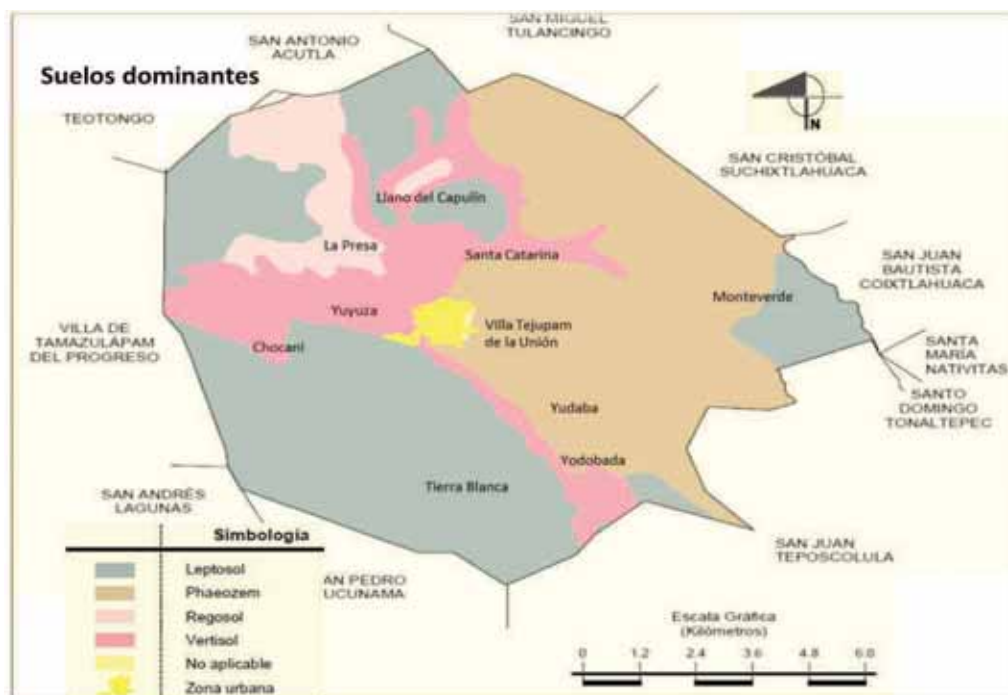 SAN MIGUEL
TULANCINGO
SAN ANTONIO
ACUTLA
Suelos dominantes
TEOTONGO
N
SAN CRISTÓBAL
SUCHIXTLAHUACA
Llano del Capulín
La Presa
Santa Catarina
SAN JUAN
BAUTISTA
COIXTLAHUACA
Monteverde
VILLA DE
TAMAZULÁPAM
DEL PROGRESO
Yuyuza
Villa Tejupam
de la Unión
Chocani
SANTA
MARÍA
NATIVITAS
SANTO
DOMINGO
TONALTEPEC
Yudaba
Yodobada
Tierra Blanca
SAN ANDRÉS
LAGUNAS
SAN JUAN
TEPOSCOLULA
Simbología
Leptosol
Phaeozem
Regosol
Vertisol
No aplicable
Zona urbana
AN PEDRO
UCUNAMA
Escala Gráfica
(Kilómetros)
0 1.2 2.4 3.6 4.8 6.0